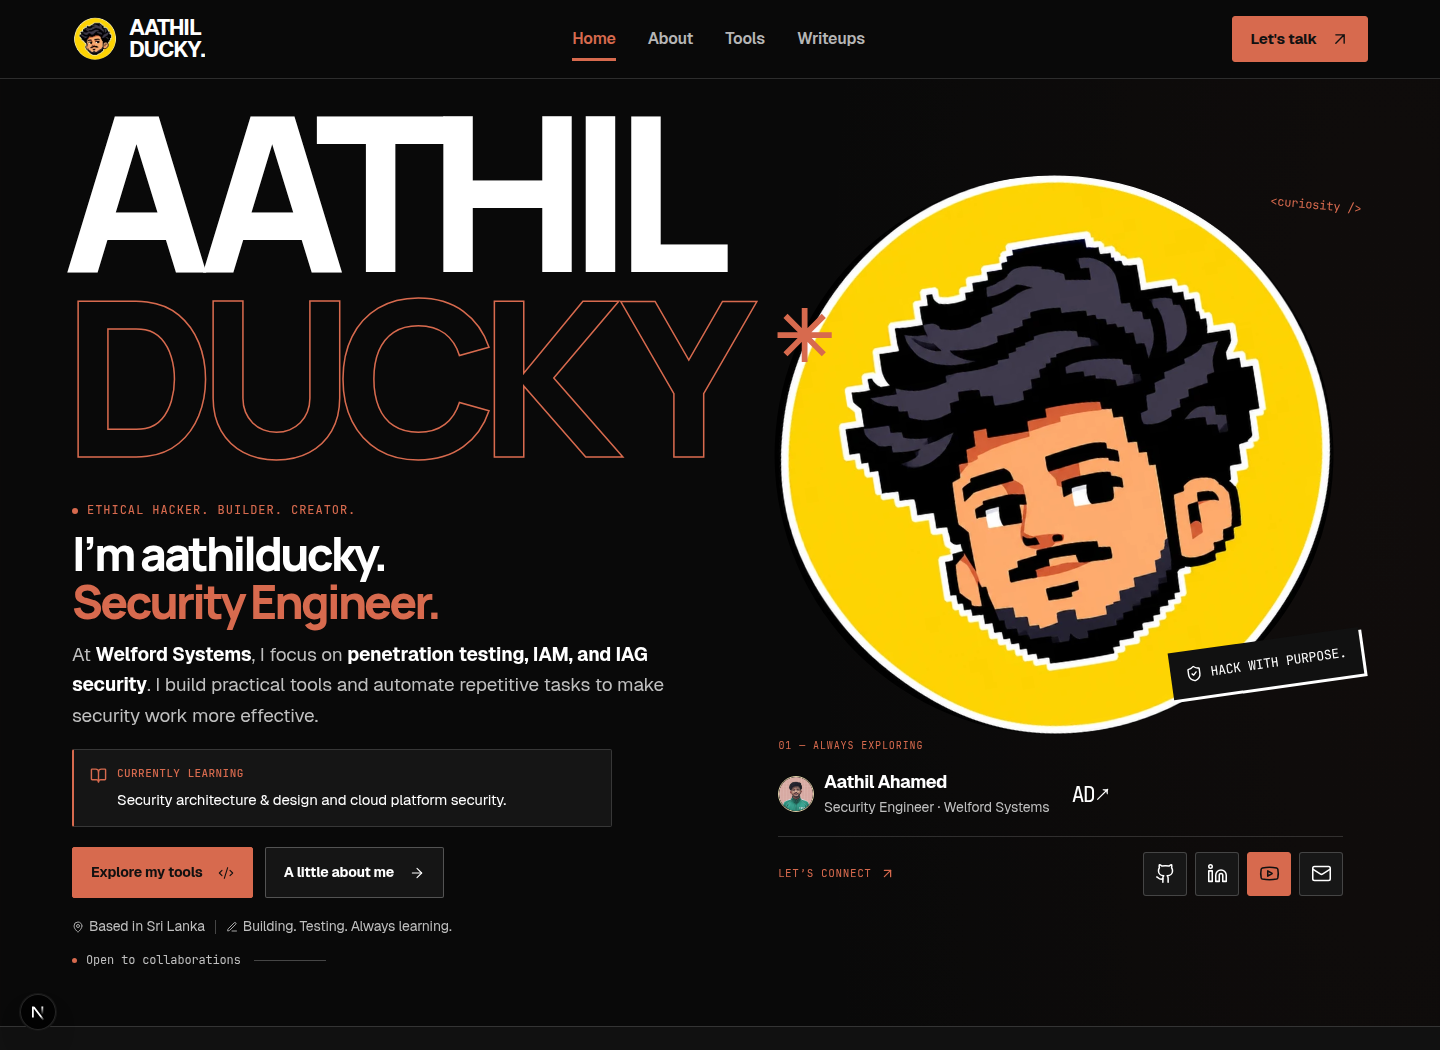 AATHIL
DUCKY.
Home
About
Tools
Writeups
Let's talk
AATHIL
DUCKY
<curiosity />
ETHICAL HACKER. BUILDER. CREATOR.
I’m aathilducky.
Security Engineer.
At Welford Systems, I focus on penetration testing, IAM, and IAG
security. I build practical tools and automate repetitive tasks to make
security work more effective.
CURRENTLY LEARNING
Security architecture & design and cloud platform security.
Explore my tools
A little about me
Based in Sri Lanka
Building. Testing. Always learning.
Open to collaborations
HACK WITH PURPOSE.
01 — ALWAYS EXPLORING
Aathil Ahamed
Security Engineer · Welford Systems
AD↗
LET'S CONNECT
N